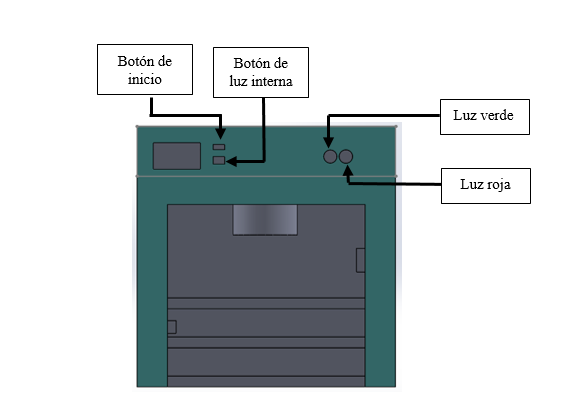 Botón de
inicio
Botón de
luz interna
Luz verde
Luz roja